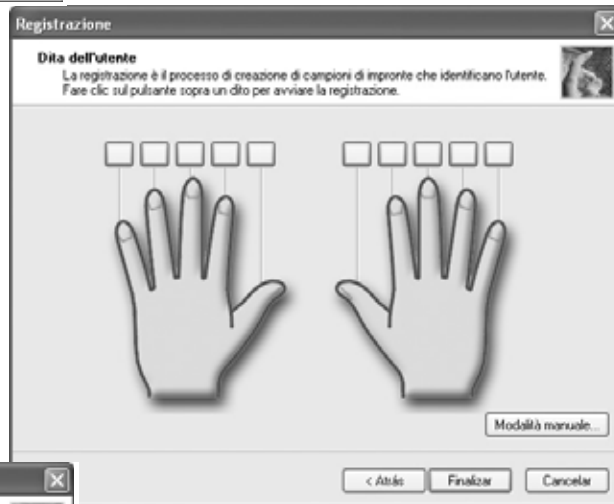 Registrazione
Dita dell'utente
La registrazione è il processo di creazione di campioni di impronte che identificano l'utente.
Fare clic sul pulsante sopra un dito per avviare la registrazione.
Modalità manuale...
< Atrás Finalizar Cancelar